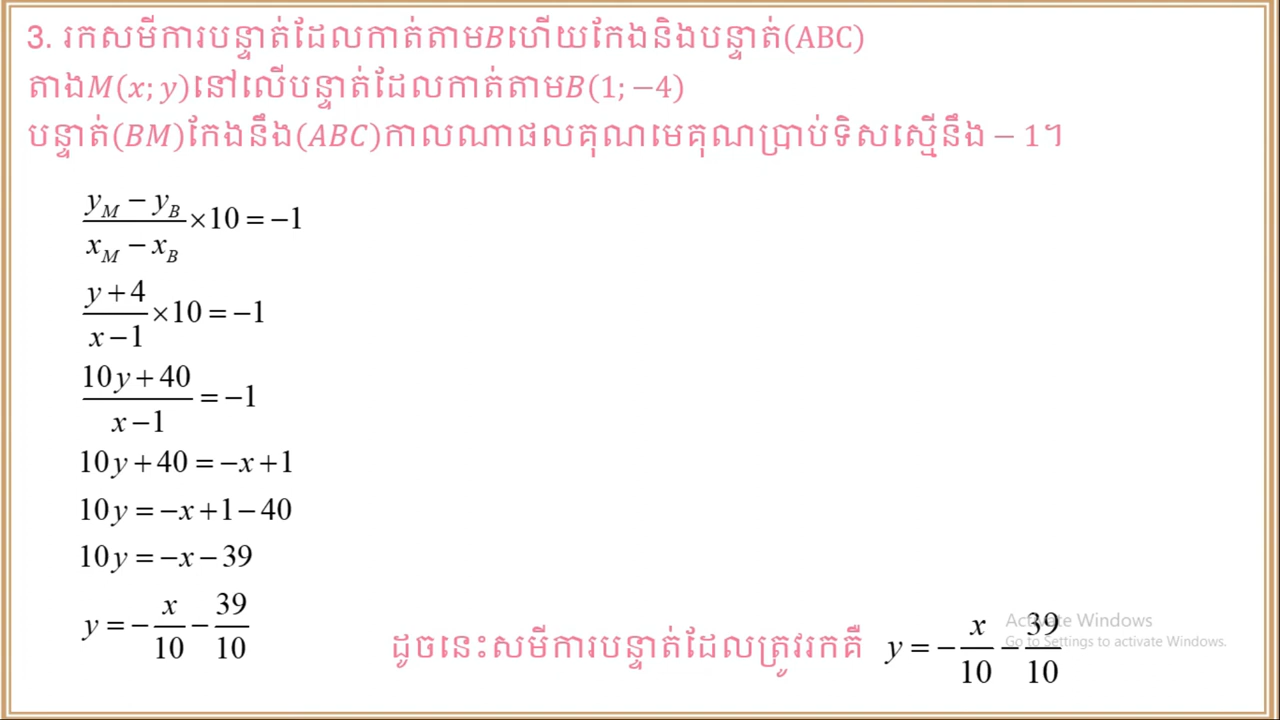 3. រកសមីការបន្ទាត់ដែលកាត់តាមBហើយកែងនិងបន្ទាត់(ABC)
តាងM(x; y)នៅលើបន្ទាត់ដែលកាត់តាមB(1; −4)
បន្ទាត់(BM)កែងនឹង(ABC)កាលណាផលគុណមេគុណប្រាប់ទិសស្មើនឹង − 1។
(y_M − y_B)/(x_M − x_B) × 10 = −1
(y + 4)/(x − 1) × 10 = −1
(10y + 40)/(x − 1) = −1
10y + 40 = −x + 1
10y = −x + 1 − 40
10y = −x − 39
y = −x/10 − 39/10
ដូចនេះសមីការបន្ទាត់ដែលត្រូវរកគឺ y = −x/10 − 39/10
Activate Windows
Go to Settings to activate Windows.